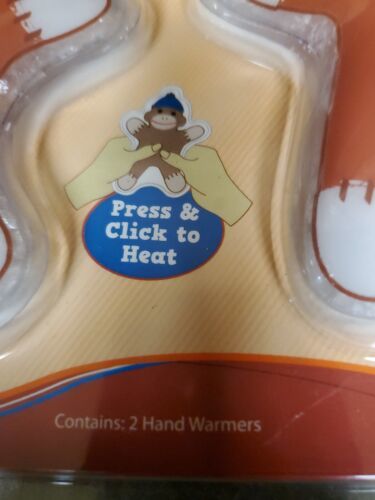 Press &
Click to
Heat
Contains: 2 Hand Warmers